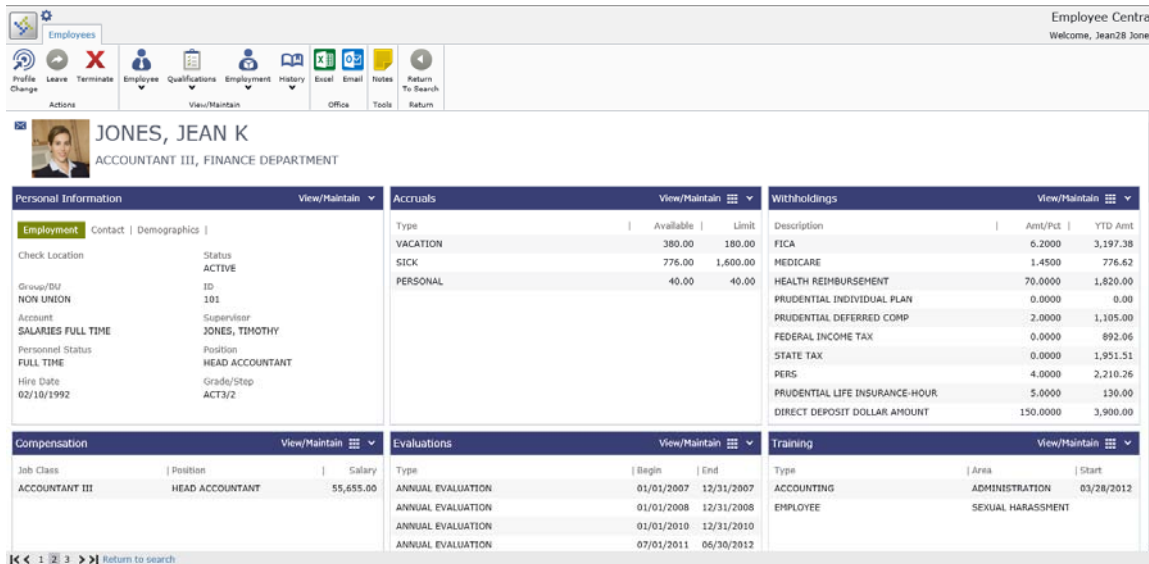 Employee Centra
Employees
Welcome, Jean28 Jone
Profile Change Leave Terminate Employee Qualifications Employment History Excel Email Notes Return To Search
Actions View/Maintain Office Tools Return
JONES, JEAN K
ACCOUNTANT III, FINANCE DEPARTMENT
Personal Information View/Maintain
Employment Contact | Demographics |
Check Location Status
ACTIVE
Group/BU ID
NON UNION 101
Account Supervisor
SALARIES FULL TIME JONES, TIMOTHY
Personnel Status Position
FULL TIME HEAD ACCOUNTANT
Hire Date Grade/Step
02/10/1992 ACT3/2
Accruals View/Maintain
Type | Available | Limit
VACATION 380.00 180.00
SICK 776.00 1,600.00
PERSONAL 40.00 40.00
Withholdings View/Maintain
Description | Amt/Pct | YTD Amt
FICA 6.2000 3,197.38
MEDICARE 1.4500 776.62
HEALTH REIMBURSEMENT 70.0000 1,820.00
PRUDENTIAL INDIVIDUAL PLAN 0.0000 0.00
PRUDENTIAL DEFERRED COMP 2.0000 1,105.00
FEDERAL INCOME TAX 0.0000 892.06
STATE TAX 0.0000 1,951.51
PERS 4.0000 2,210.26
PRUDENTIAL LIFE INSURANCE-HOUR 5.0000 130.00
DIRECT DEPOSIT DOLLAR AMOUNT 150.0000 3,900.00
Compensation View/Maintain
Job Class | Position | Salary
ACCOUNTANT III HEAD ACCOUNTANT 55,655.00
Evaluations View/Maintain
Type | Begin | End
ANNUAL EVALUATION 01/01/2007 12/31/2007
ANNUAL EVALUATION 01/01/2008 12/31/2008
ANNUAL EVALUATION 01/01/2010 12/31/2010
ANNUAL EVALUATION 07/01/2011 06/30/2012
Training View/Maintain
Type | Area | Start
ACCOUNTING ADMINISTRATION 03/28/2012
EMPLOYEE SEXUAL HARASSMENT
1 2 3 Return to search